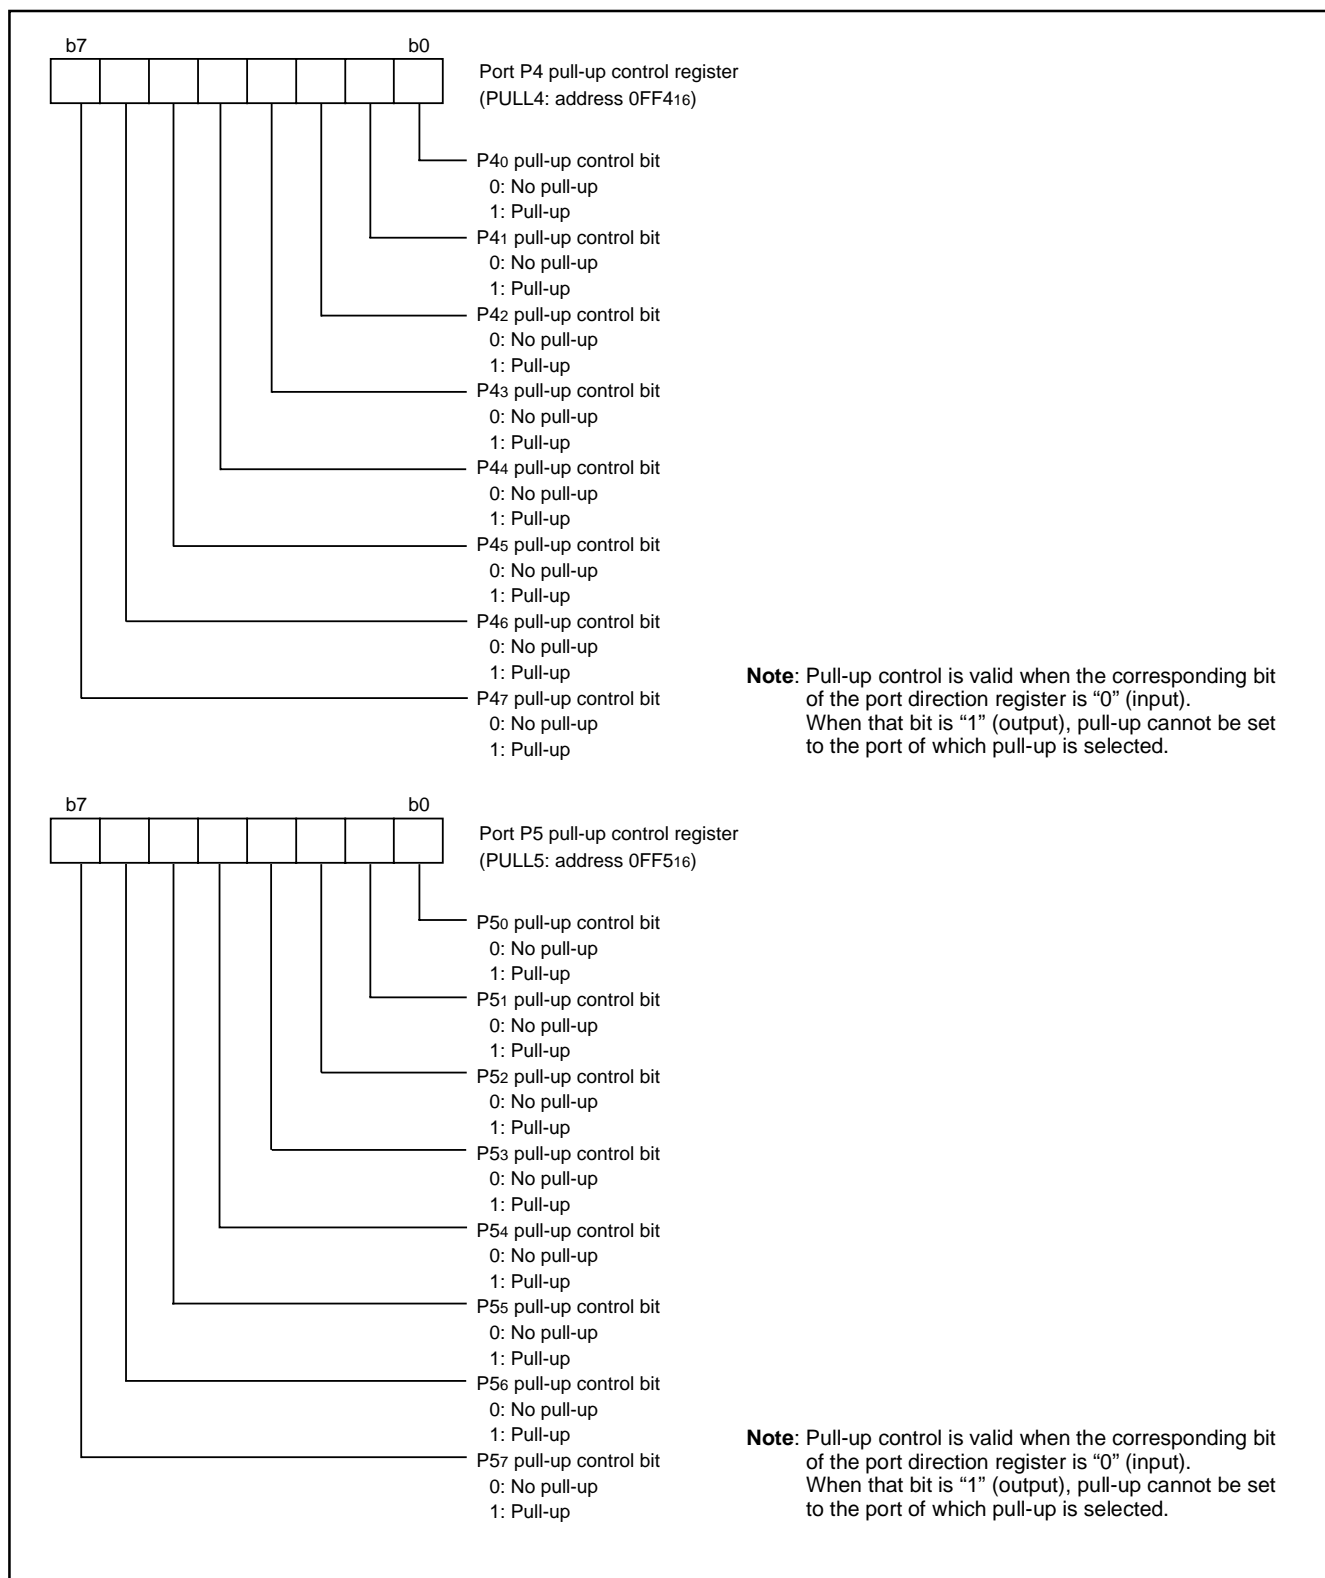 b7 b0
Port P4 pull-up control register
(PULL4: address 0FF416)
P40 pull-up control bit
0: No pull-up
1: Pull-up
P41 pull-up control bit
0: No pull-up
1: Pull-up
P42 pull-up control bit
0: No pull-up
1: Pull-up
P43 pull-up control bit
0: No pull-up
1: Pull-up
P44 pull-up control bit
0: No pull-up
1: Pull-up
P45 pull-up control bit
0: No pull-up
1: Pull-up
P46 pull-up control bit
0: No pull-up
1: Pull-up
P47 pull-up control bit
0: No pull-up
1: Pull-up
Note: Pull-up control is valid when the corresponding bit
of the port direction register is “0” (input).
When that bit is “1” (output), pull-up cannot be set
to the port of which pull-up is selected.
b7 b0
Port P5 pull-up control register
(PULL5: address 0FF516)
P50 pull-up control bit
0: No pull-up
1: Pull-up
P51 pull-up control bit
0: No pull-up
1: Pull-up
P52 pull-up control bit
0: No pull-up
1: Pull-up
P53 pull-up control bit
0: No pull-up
1: Pull-up
P54 pull-up control bit
0: No pull-up
1: Pull-up
P55 pull-up control bit
0: No pull-up
1: Pull-up
P56 pull-up control bit
0: No pull-up
1: Pull-up
P57 pull-up control bit
0: No pull-up
1: Pull-up
Note: Pull-up control is valid when the corresponding bit
of the port direction register is “0” (input).
When that bit is “1” (output), pull-up cannot be set
to the port of which pull-up is selected.